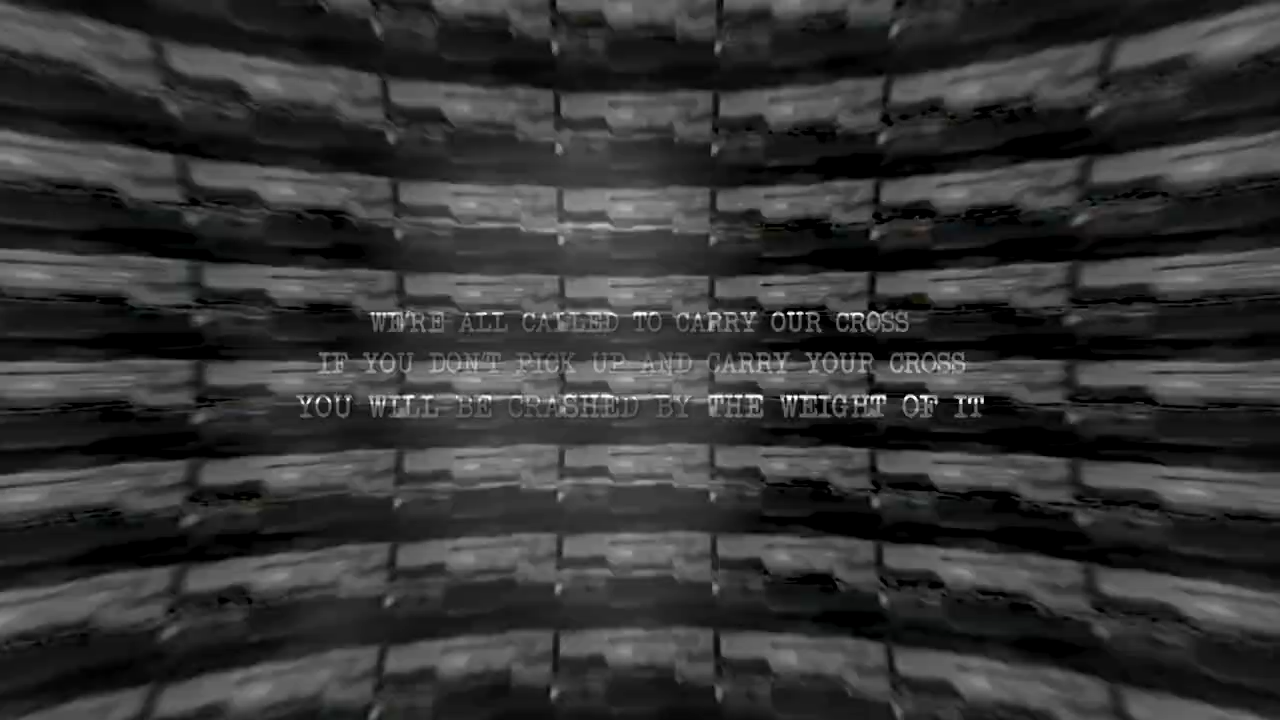 WE'RE ALL CALLED TO CARRY OUR CROSS
IF YOU DON'T PICK UP AND CARRY YOUR CROSS
YOU WILL BE CRASHED BY THE WEIGHT OF IT